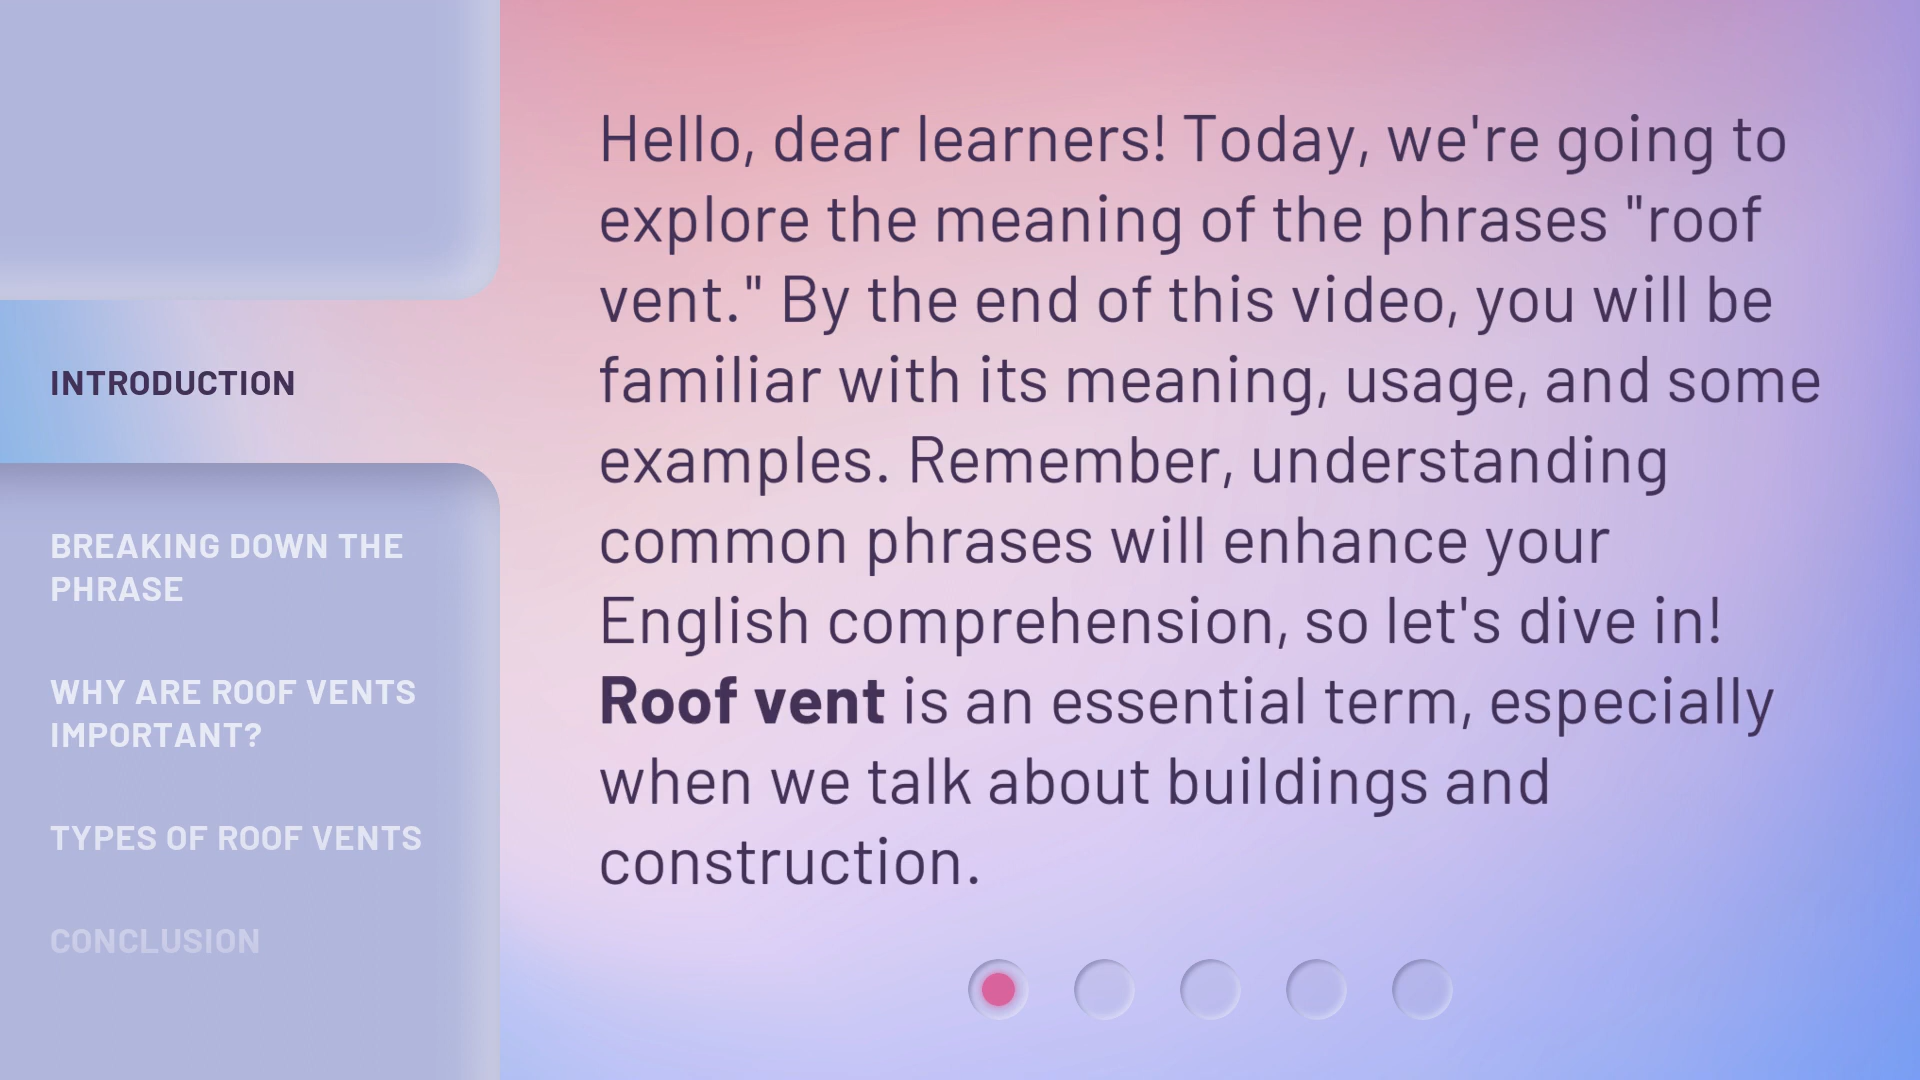 INTRODUCTION
BREAKING DOWN THE
PHRASE
WHY ARE ROOF VENTS
IMPORTANT?
TYPES OF ROOF VENTS
CONCLUSION
Hello, dear learners! Today, we're going to
explore the meaning of the phrases "roof
vent." By the end of this video, you will be
familiar with its meaning, usage, and some
examples. Remember, understanding
common phrases will enhance your
English comprehension, so let's dive in!
Roof vent is an essential term, especially
when we talk about buildings and
construction.